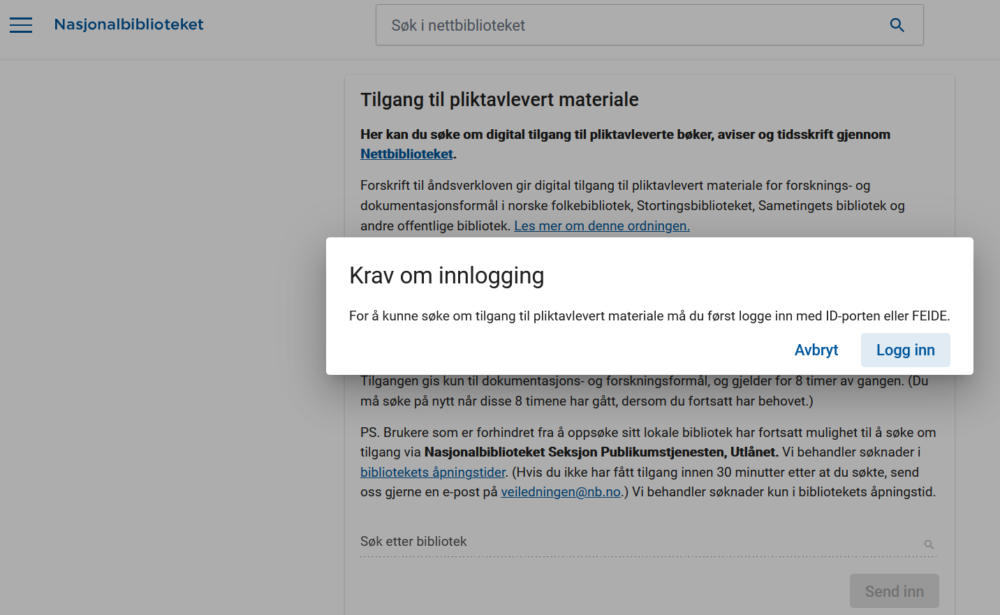 Nasjonalbiblioteket
Søk i nettbiblioteket
Tilgang til pliktavlevert materiale
Her kan du søke om digital tilgang til pliktavleverte bøker, aviser og tidsskrift gjennom
Nettbiblioteket.
Forskrift til åndsverkloven gir digital tilgang til pliktavlevert materiale for forsknings- og
dokumentasjonsformål i norske folkebibliotek, Stortingsbiblioteket, Sametingets bibliotek og
andre offentlige bibliotek. Les mer om denne ordningen.
Krav om innlogging
For å kunne søke om tilgang til pliktavlevert materiale må du først logge inn med ID-porten eller FEIDE.
Avbryt
Logg inn
Tilgangen gis kun til dokumentasjons- og forskningsformål, og gjelder for 8 timer av gangen. (Du
må søke på nytt når disse 8 timene har gått, dersom du fortsatt har behovet.)
PS. Brukere som er forhindret fra å oppsøke sitt lokale bibliotek har fortsatt mulighet til å søke om
tilgang via Nasjonalbiblioteket Seksjon Publikumstjenesten, Utlånet. Vi behandler søknader i
bibliotekets åpningstider. (Hvis du ikke har fått tilgang innen 30 minutter etter at du søkte, send
oss gjerne en e-post på veiledningen@nb.no.) Vi behandler søknader kun i bibliotekets åpningstid.
Søk etter bibliotek
Send inn